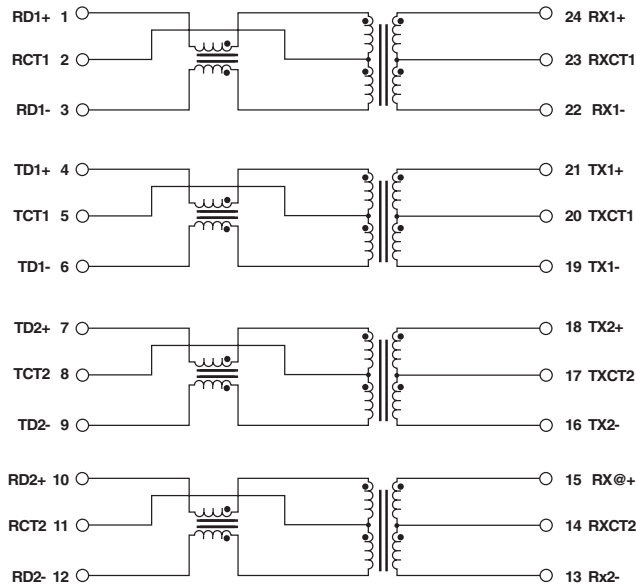 RD1+ 1
24 RX1+
RCT1 2
23 RXCT1
RD1- 3
22 RX1-
TD1+ 4
21 TX1+
TCT1 5
20 TXCT1
TD1- 6
19 TX1-
TD2+ 7
18 TX2+
TCT2 8
17 TXCT2
TD2- 9
16 TX2-
RD2+ 10
15 RX@+
RCT2 11
14 RXCT2
RD2- 12
13 Rx2-